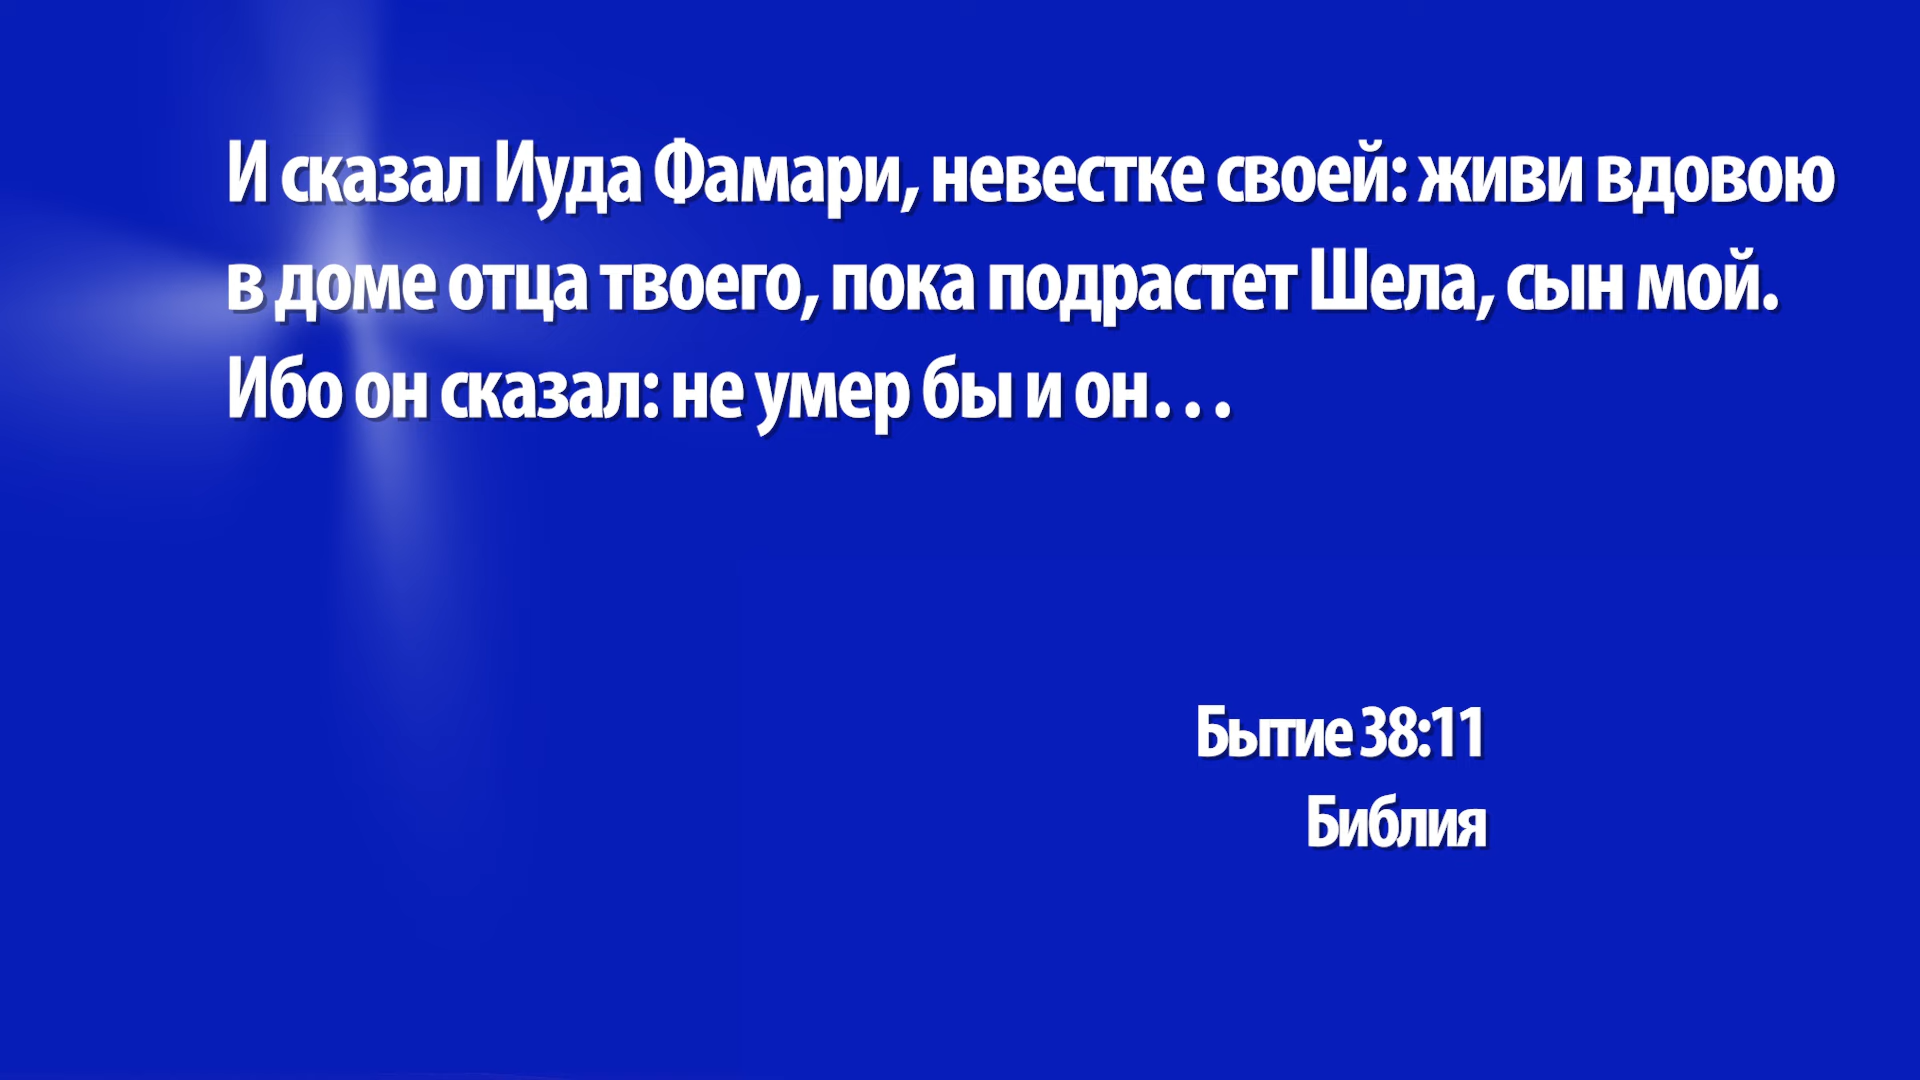 И сказал Иуда Фамари, невестке своей: живи вдовою
в доме отца твоего, пока подрастет Шела, сын мой.
Ибо он сказал: не умер бы и он…
Бытие 38:11
Библия